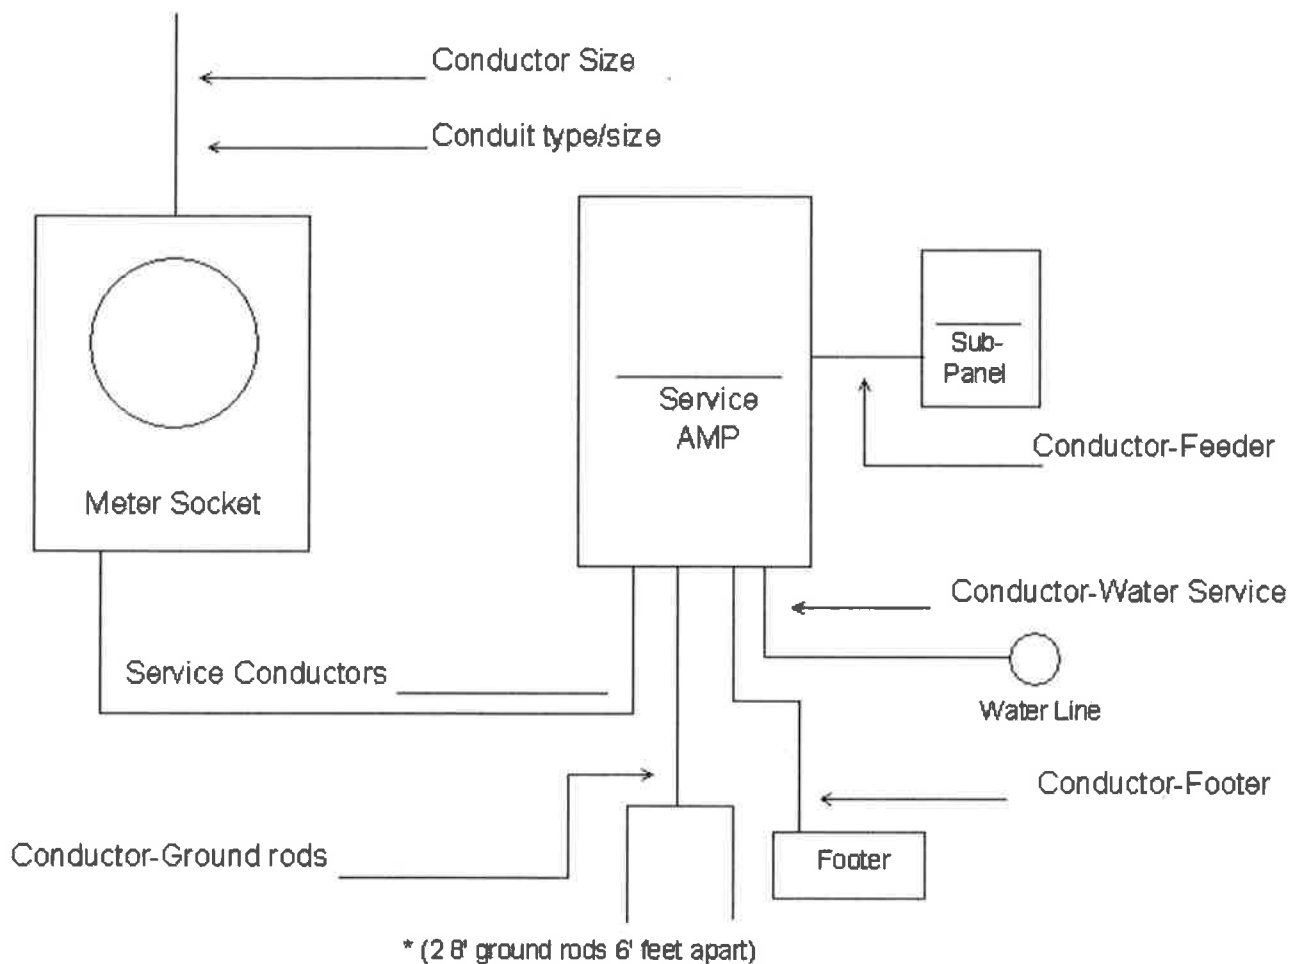 Conductor Size
Conduit type/size
Sub-
Panel
Service
AMP
Conductor-Feeder
Meter Socket
Conductor-Water Service
Service Conductors
Water Line
Conductor-Footer
Conductor-Ground rods
Footer
* (2 8' ground rods 6' feet apart)